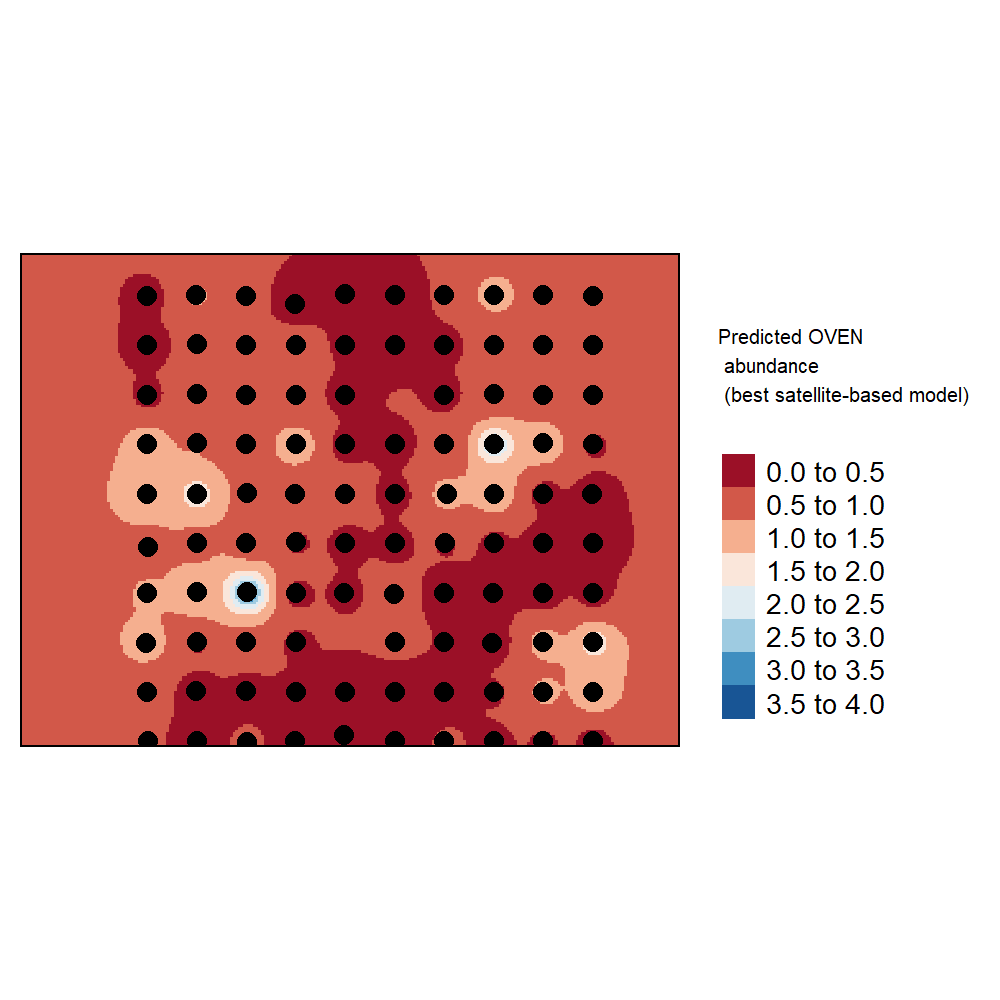 Predicted OVEN
abundance
(best satellite-based model)
0.0 to 0.5
0.5 to 1.0
1.0 to 1.5
1.5 to 2.0
2.0 to 2.5
2.5 to 3.0
3.0 to 3.5
3.5 to 4.0